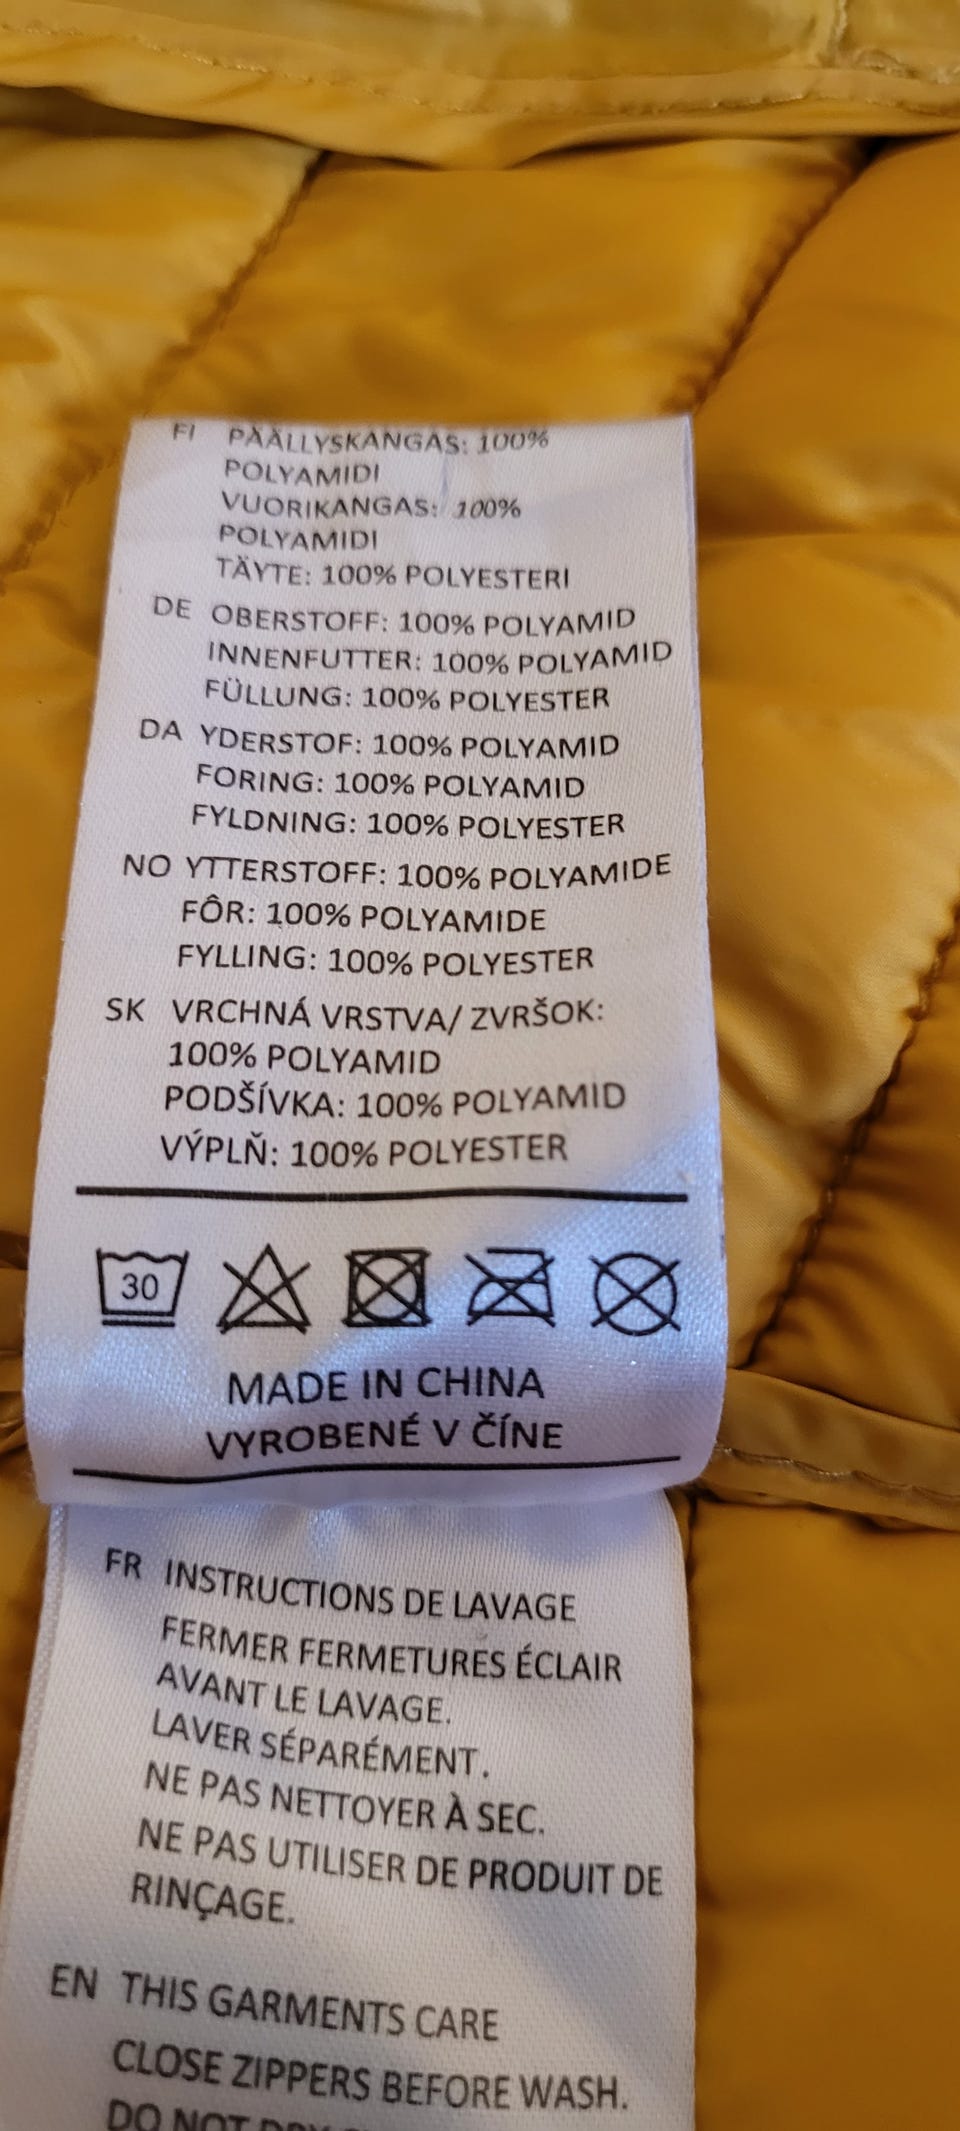 FI PÄÄLLYSKANGAS: 100%
POLYAMIDI
VUORIKANGAS: 100%
POLYAMIDI
TÄYTE: 100% POLYESTERI
DE OBERSTOFF: 100% POLYAMID
INNENFUTTER: 100% POLYAMID
FÜLLUNG: 100% POLYESTER
DA YDERSTOF: 100% POLYAMID
FORING: 100% POLYAMID
FYLDNING: 100% POLYESTER
NO YTTERSTOFF: 100% POLYAMIDE
FÔR: 100% POLYAMIDE
FYLLING: 100% POLYESTER
SK VRCHNÁ VRSTVA/ ZVRŠOK:
100% POLYAMID
PODŠÍVKA: 100% POLYAMID
VÝPLŇ: 100% POLYESTER
30
MADE IN CHINA
VYROBENÉ V ČÍNE
FR INSTRUCTIONS DE LAVAGE
FERMER FERMETURES ÉCLAIR
AVANT LE LAVAGE.
LAVER SÉPARÉMENT.
NE PAS NETTOYER À SEC.
NE PAS UTILISER DE PRODUIT DE
RINÇAGE.
EN THIS GARMENTS CARE
CLOSE ZIPPERS BEFORE WASH.
DO NOT DRY